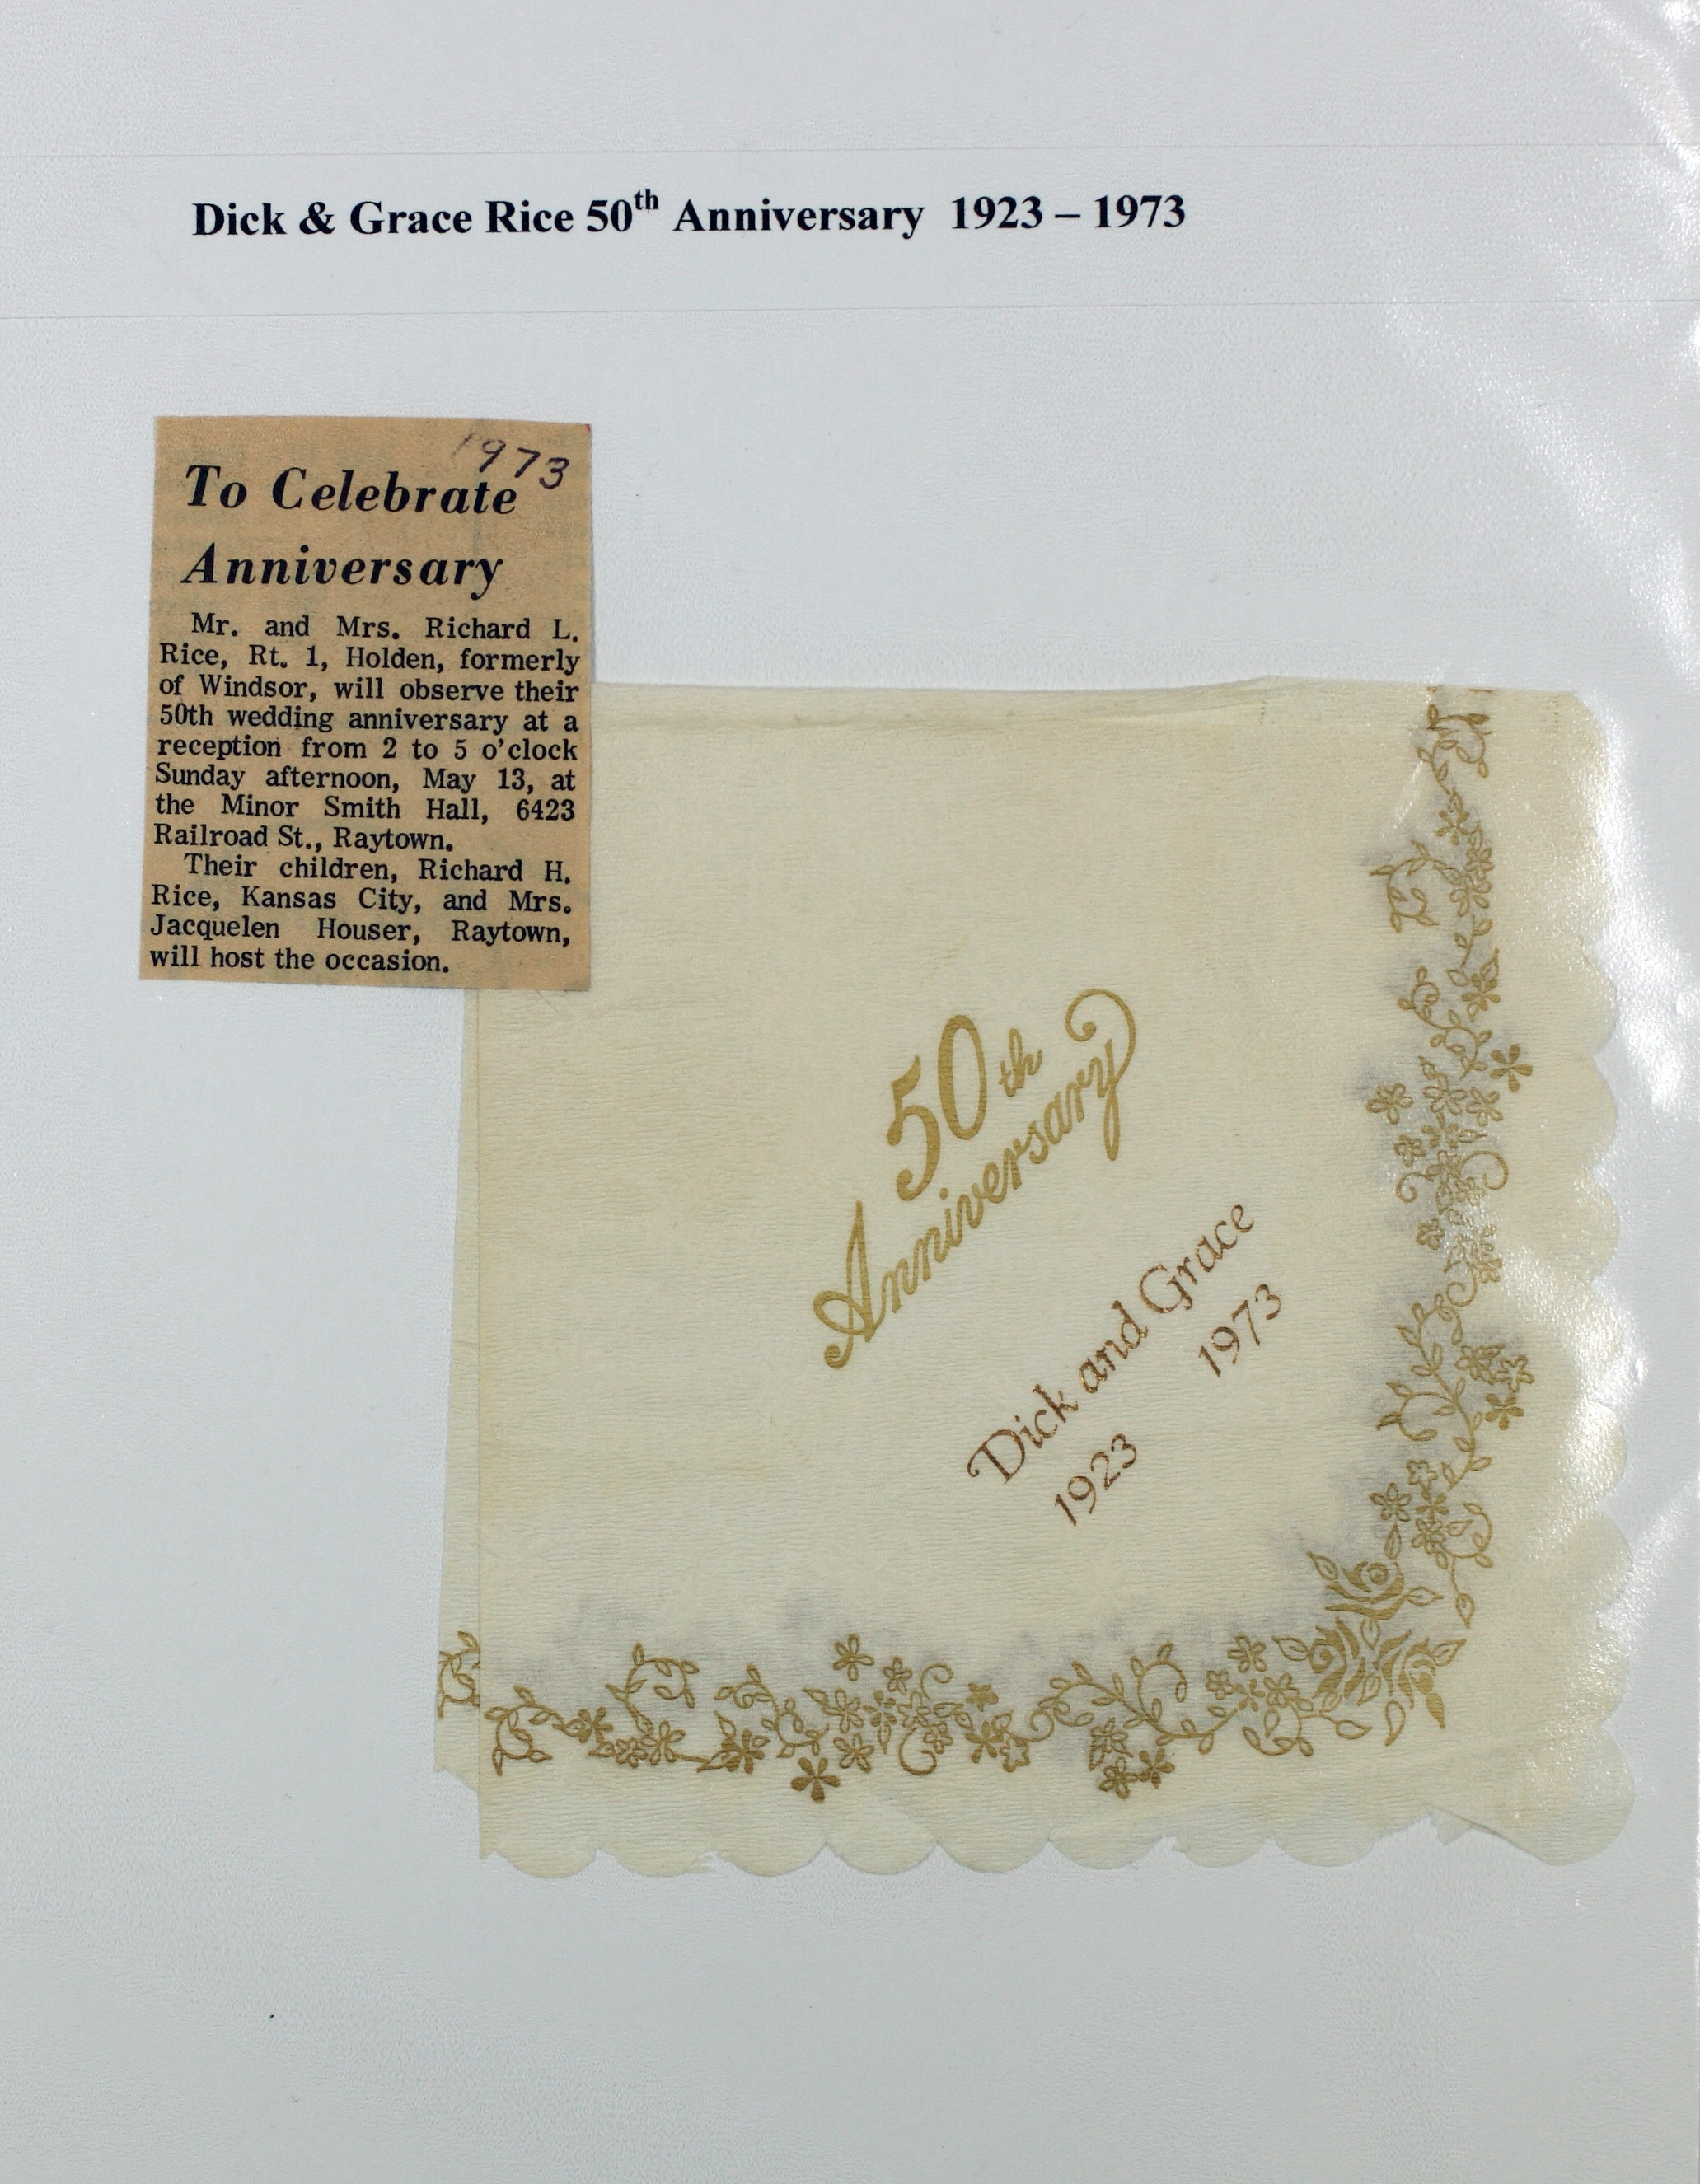 Dick & Grace Rice 50th Anniversary 1923 – 1973
1973
To Celebrate
Anniversary
Mr. and Mrs. Richard L.
Rice, Rt. 1, Holden, formerly
of Windsor, will observe their
50th wedding anniversary at a
reception from 2 to 5 o'clock
Sunday afternoon, May 13, at
the Minor Smith Hall, 6423
Railroad St., Raytown.
Their children, Richard H.
Rice, Kansas City, and Mrs.
Jacquelen Houser, Raytown,
will host the occasion.
50th
Anniversary
Dick and Grace
1923 1973